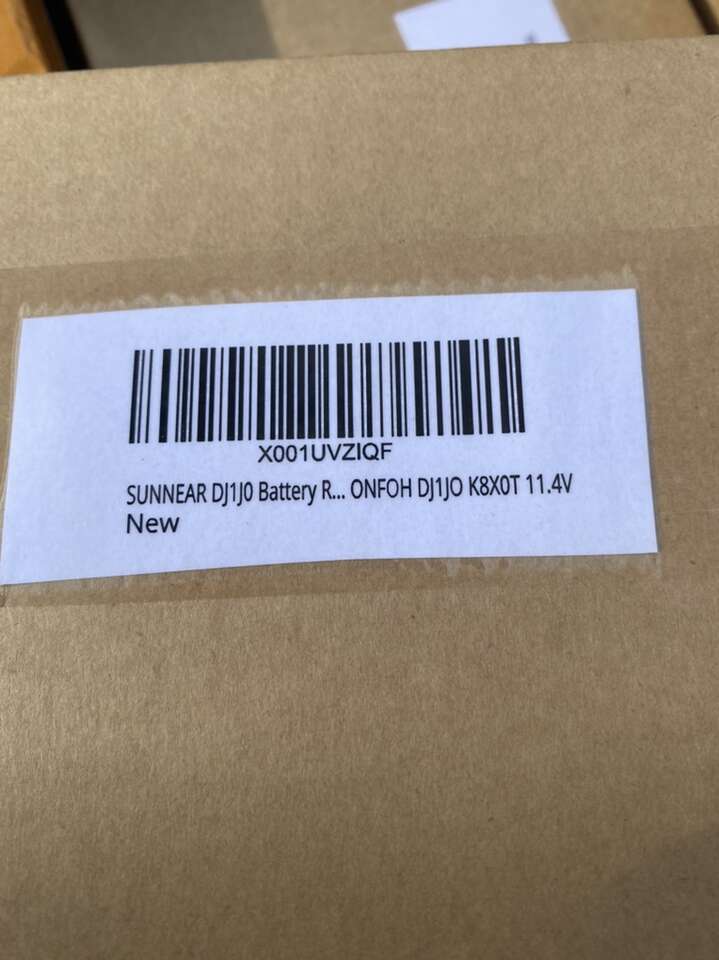 X001UVZIQF
SUNNEAR DJ1J0 Battery R... ONFOH DJ1JO K8X0T 11.4V
New